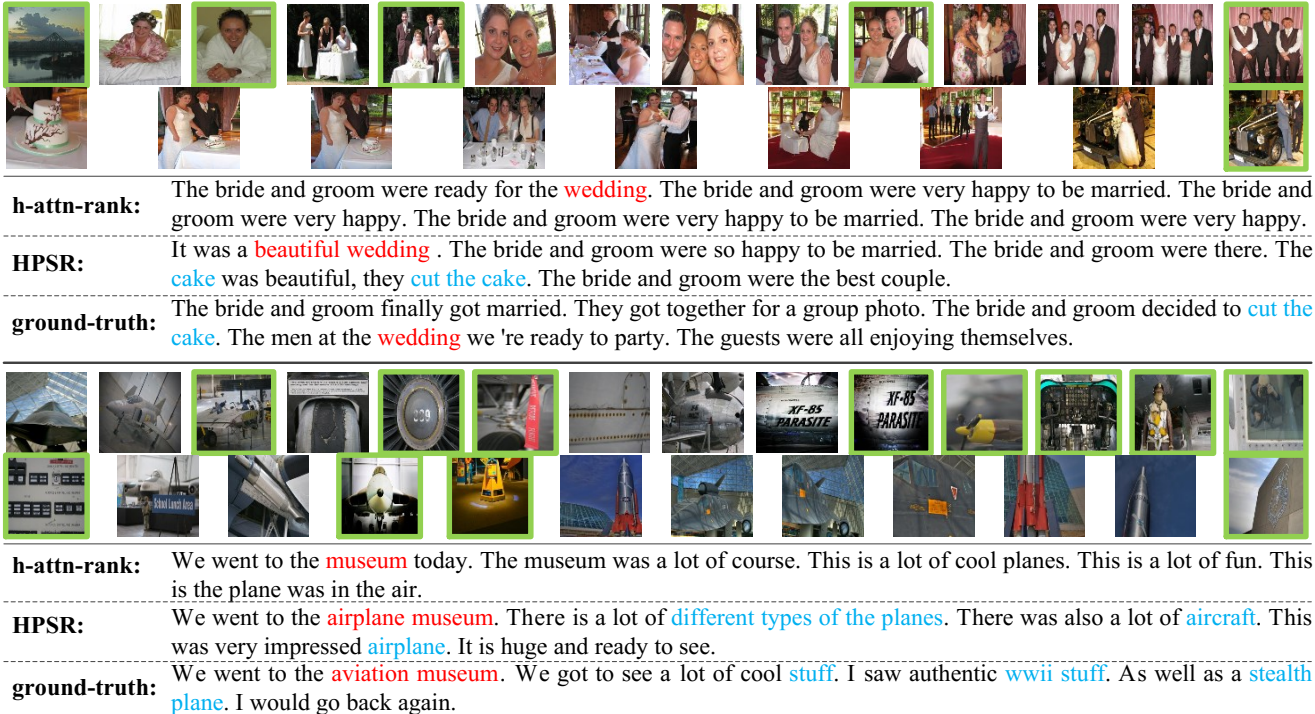 h-attn-rank: The bride and groom were ready for the wedding. The bride and groom were very happy to be married. The bride and
groom were very happy. The bride and groom were very happy to be married. The bride and groom were very happy.
HPSR: It was a beautiful wedding . The bride and groom were so happy to be married. The bride and groom were there. The
cake was beautiful, they cut the cake. The bride and groom were the best couple.
ground-truth: The bride and groom finally got married. They got together for a group photo. The bride and groom decided to cut the
cake. The men at the wedding we 're ready to party. The guests were all enjoying themselves.
XF-85
PARASITE
XF-85
PARASITE
School Lunch Area
h-attn-rank: We went to the museum today. The museum was a lot of course. This is a lot of cool planes. This is a lot of fun. This
is the plane was in the air.
HPSR: We went to the airplane museum. There is a lot of different types of the planes. There was also a lot of aircraft. This
was very impressed airplane. It is huge and ready to see.
ground-truth: We went to the aviation museum. We got to see a lot of cool stuff. I saw authentic wwii stuff. As well as a stealth
plane. I would go back again.